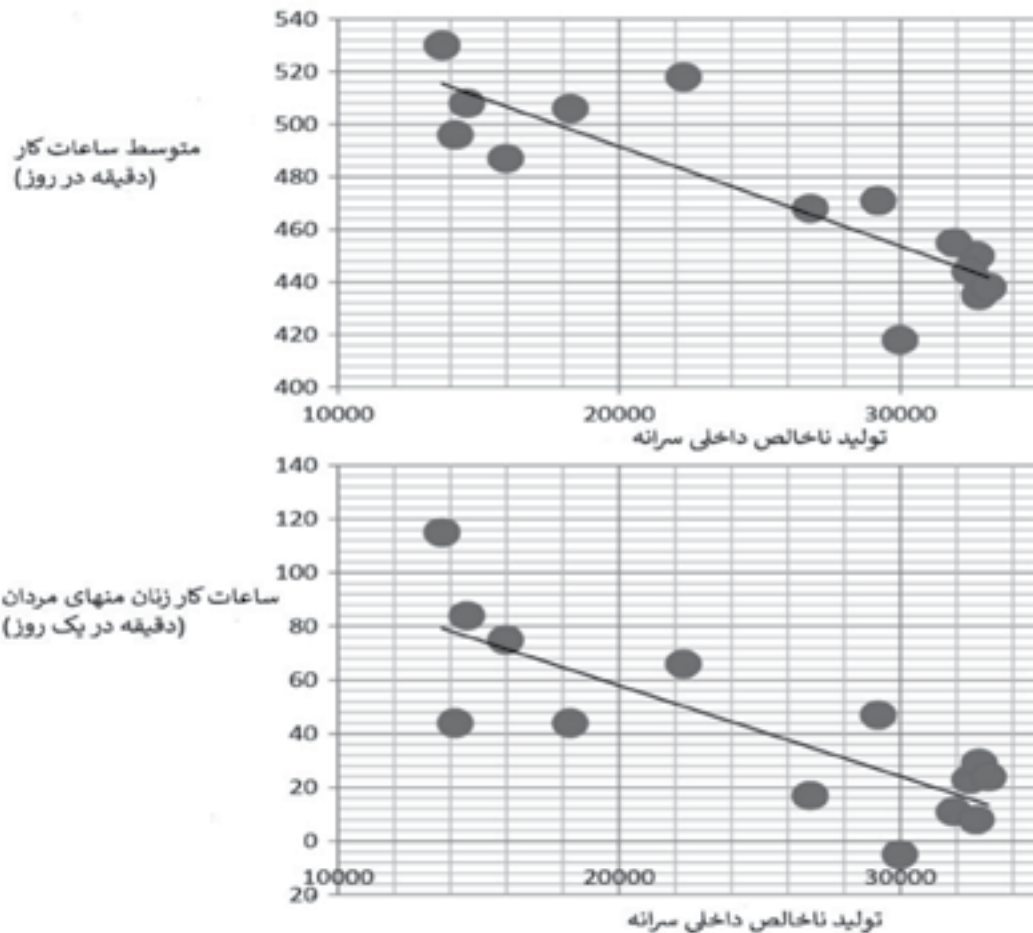 540
520
500
480
460
440
420
400
متوسط ساعات کار
(دقیقه در روز)
10000 20000 30000
تولید ناخالص داخلی سرانه
140
120
100
80
60
40
20
0
20
ساعات کار زنان منهای مردان
(دقیقه در یک روز)
10000 20000 30000
تولید ناخالص داخلی سرانه